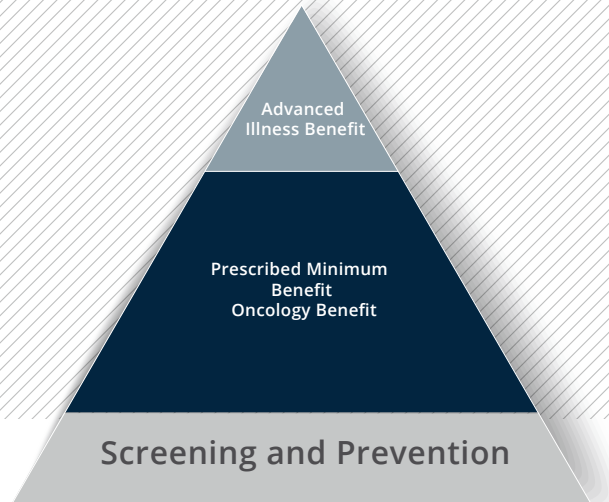 Advanced
Illness Benefit
Prescribed Minimum
Benefit
Oncology Benefit
Screening and Prevention